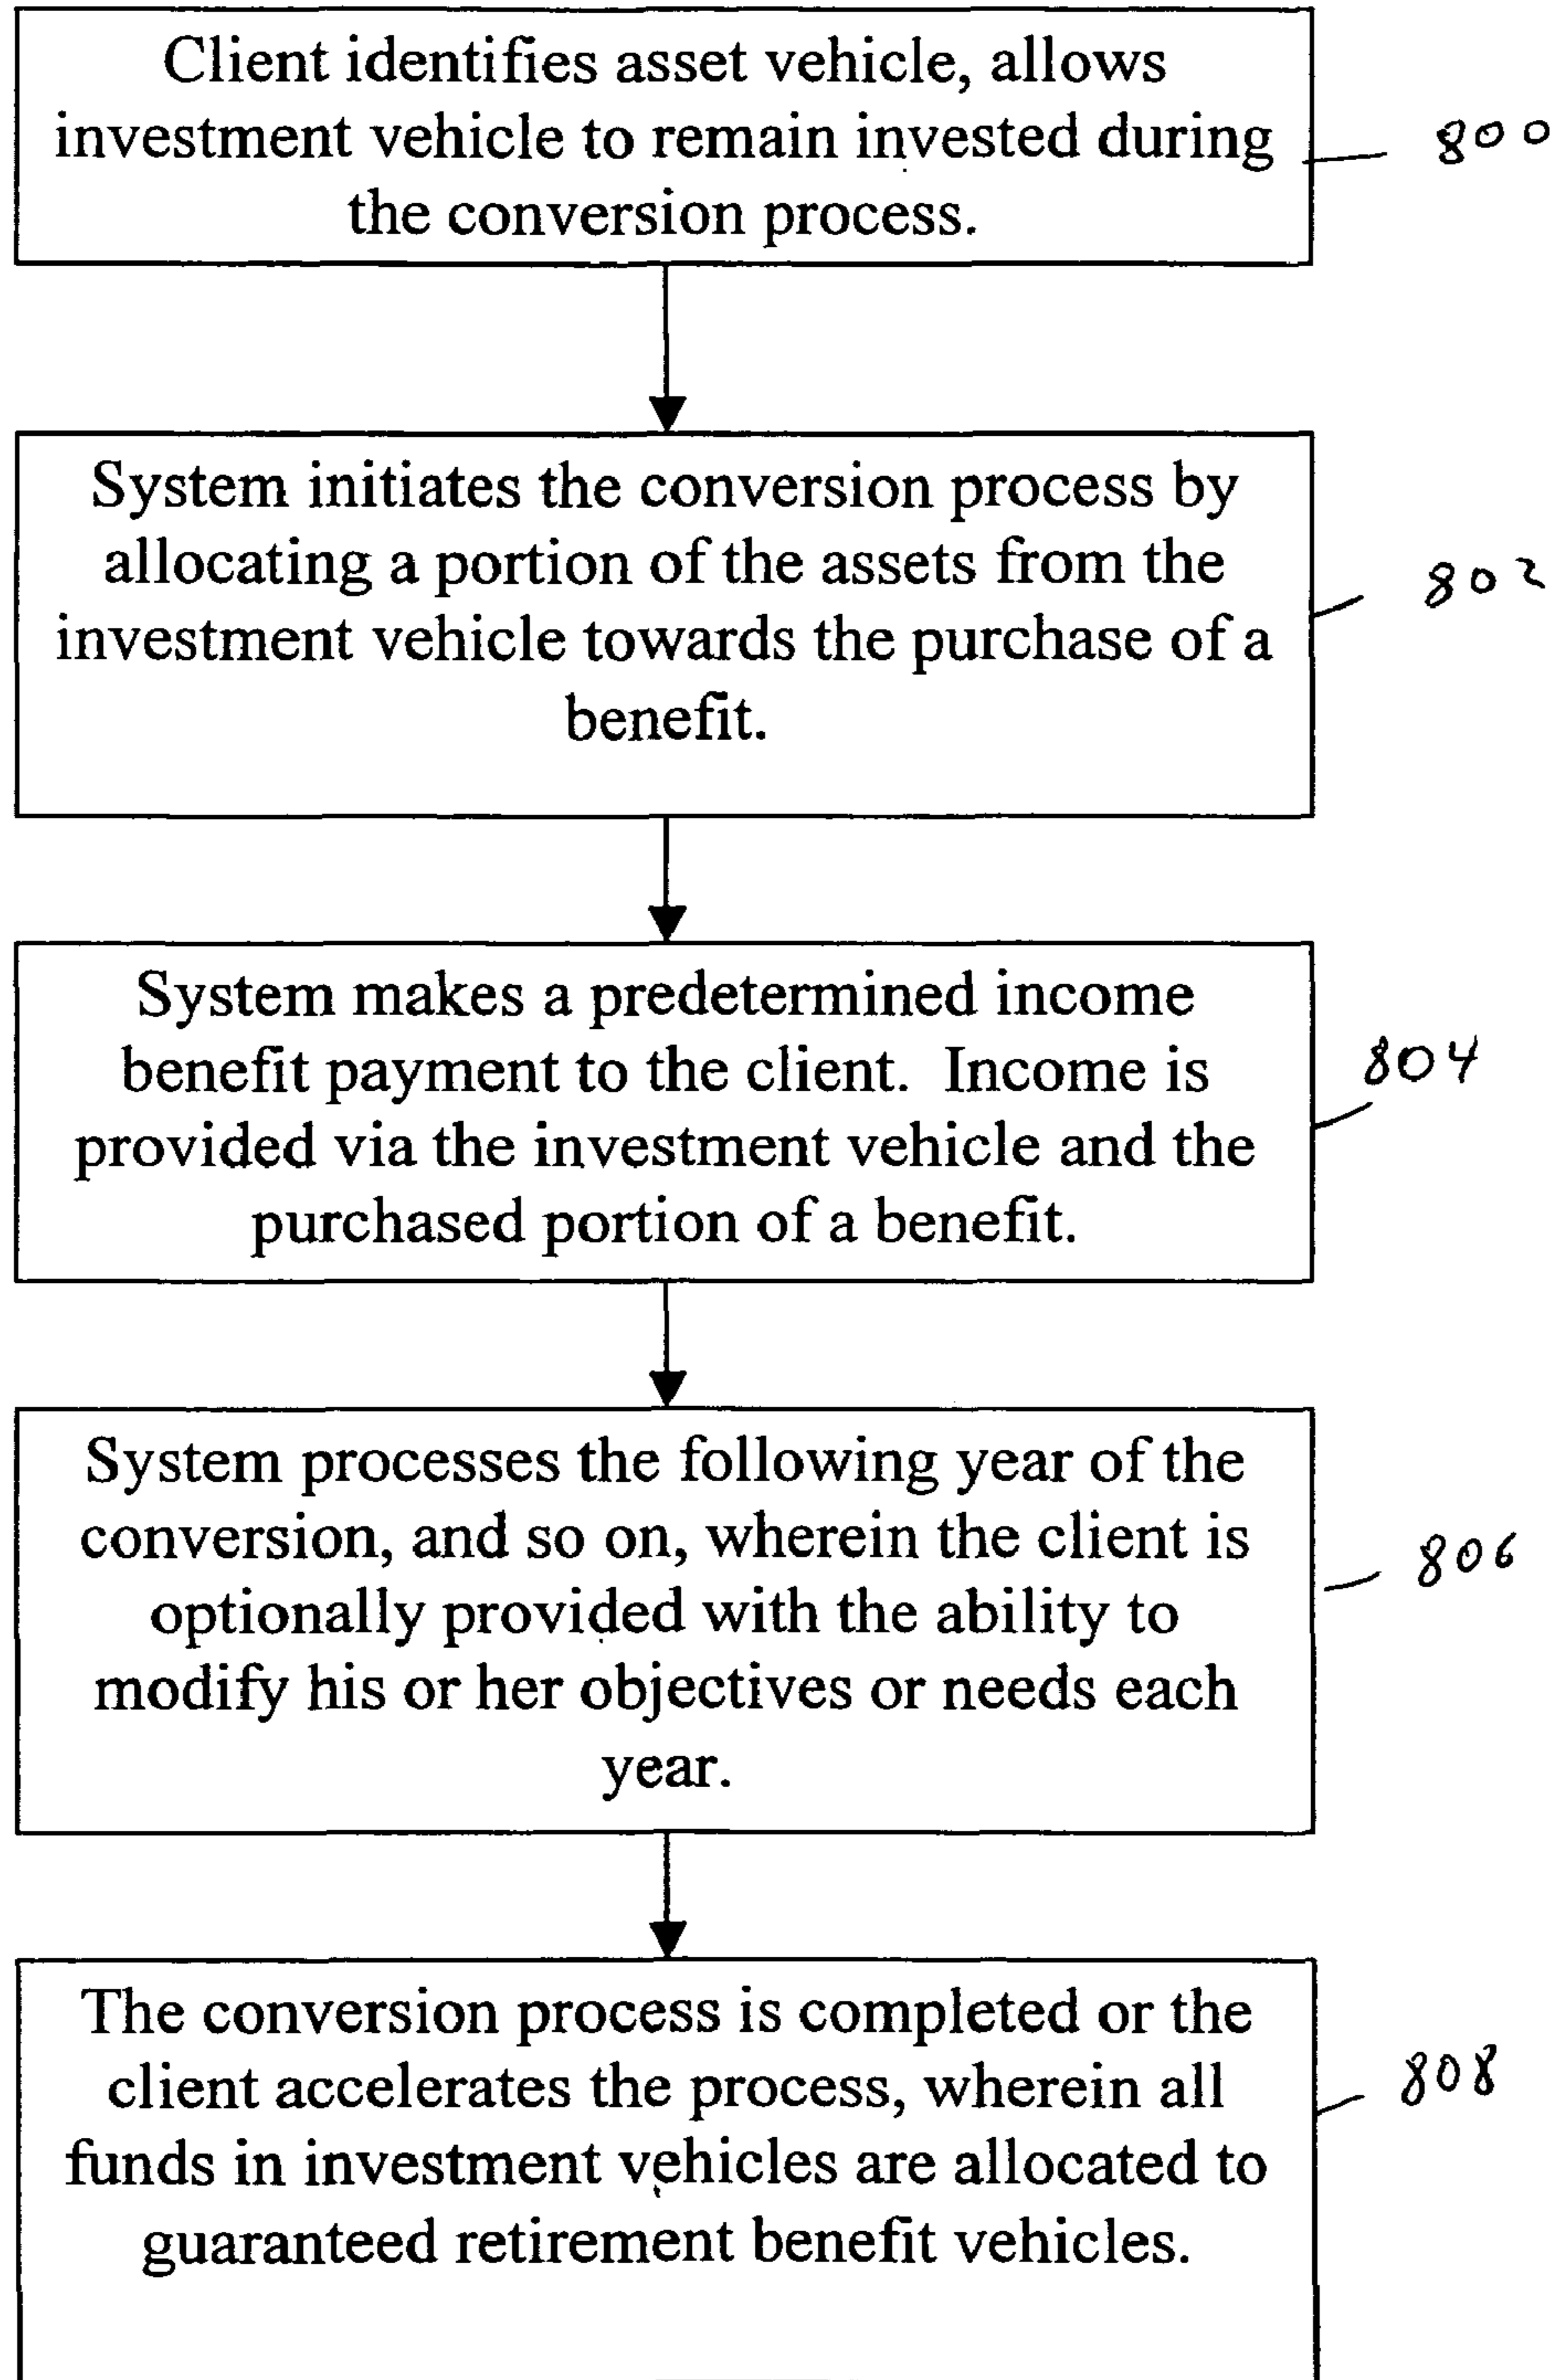 Client identifies asset vehicle, allows
investment vehicle to remain invested during
the conversion process.
800
System initiates the conversion process by
allocating a portion of the assets from the
investment vehicle towards the purchase of a
benefit.
802
System makes a predetermined income
benefit payment to the client. Income is
provided via the investment vehicle and the
purchased portion of a benefit.
804
System processes the following year of the
conversion, and so on, wherein the client is
optionally provided with the ability to
modify his or her objectives or needs each
year.
806
The conversion process is completed or the
client accelerates the process, wherein all
funds in investment vehicles are allocated to
guaranteed retirement benefit vehicles.
808